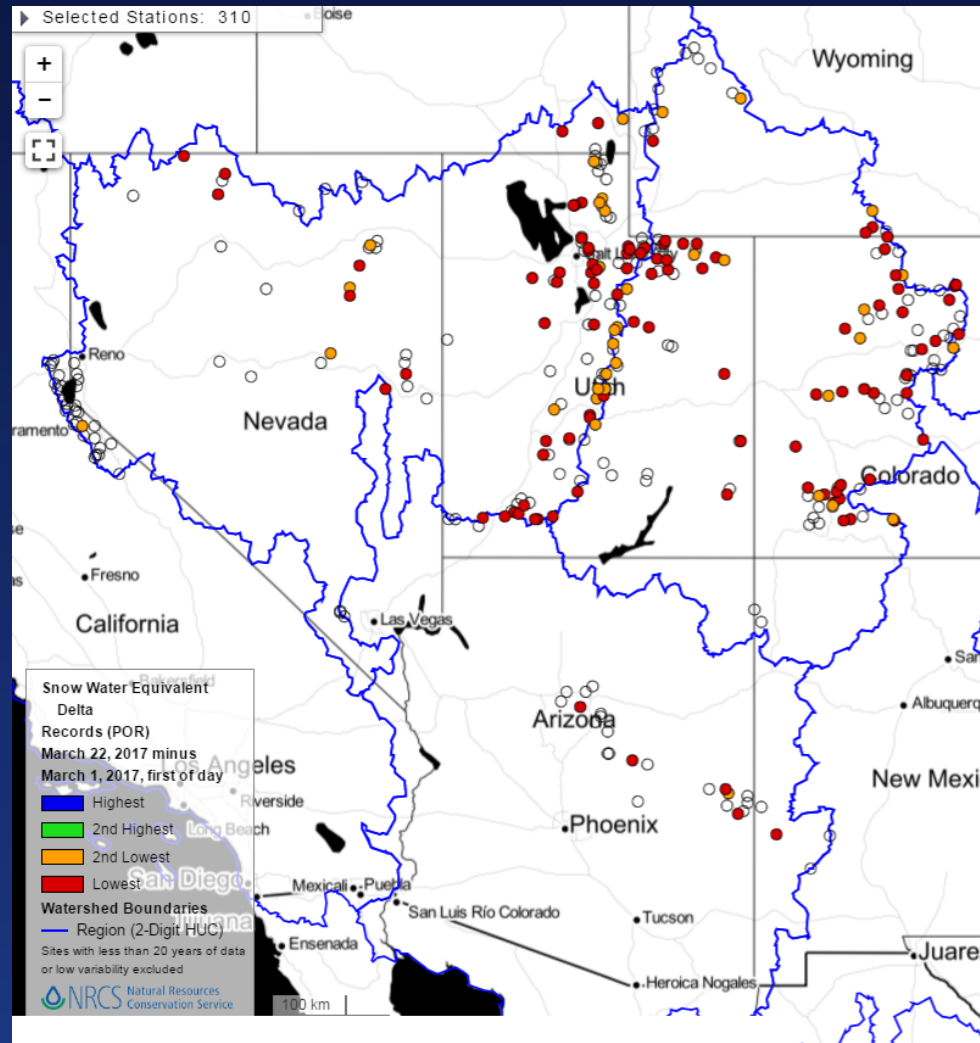 Selected Stations: 310
Boise
+
Wyoming
−
Reno
Utah
Nevada
ramento
Colorado
Fresno
Las Vegas
California
San
Bakersfield
Albuquerq
Arizona
Los Angeles
Riverside
New Mexi
Long Beach
Phoenix
San Diego
Mexicali
Puebla
San Luis Río Colorado
Tijuana
Tucson
Ensenada
Juare
Heroica Nogales
Snow Water Equivalent
Delta
Records (POR)
March 22, 2017 minus
March 1, 2017, first of day
Highest
2nd Highest
2nd Lowest
Lowest
Watershed Boundaries
Region (2-Digit HUC)
Sites with less than 20 years of data
or low variability excluded
NRCS Natural Resources
Conservation Service
100 km